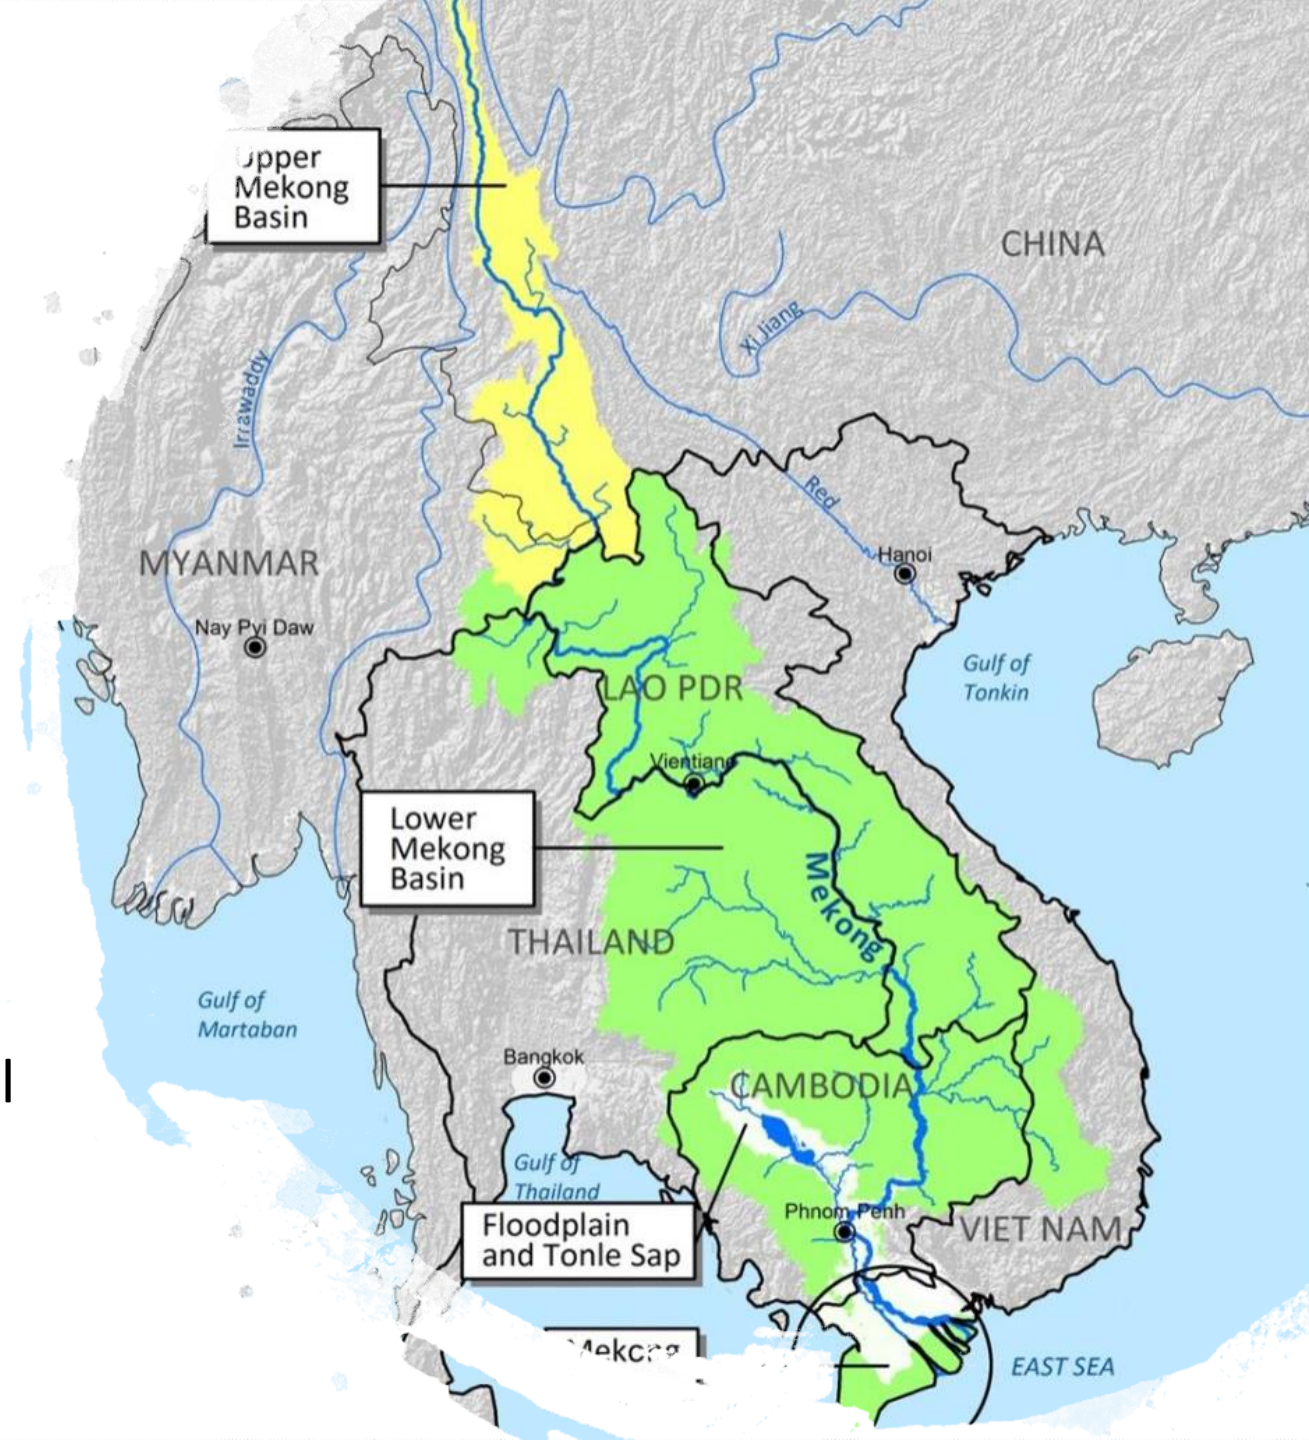 Upper
Mekong
Basin
CHINA
Xi Jiang
Irrawaddy
Red
Hanoi
MYANMAR
Nay Pyi Daw
Gulf of
Tonkin
LAO PDR
Vientiane
Lower
Mekong
Basin
Mekong
THAILAND
Gulf of
Martaban
Bangkok
CAMBODIA
Gulf of
Thailand
Phnom Penh
Floodplain
and Tonle Sap
VIET NAM
Mekong
EAST SEA